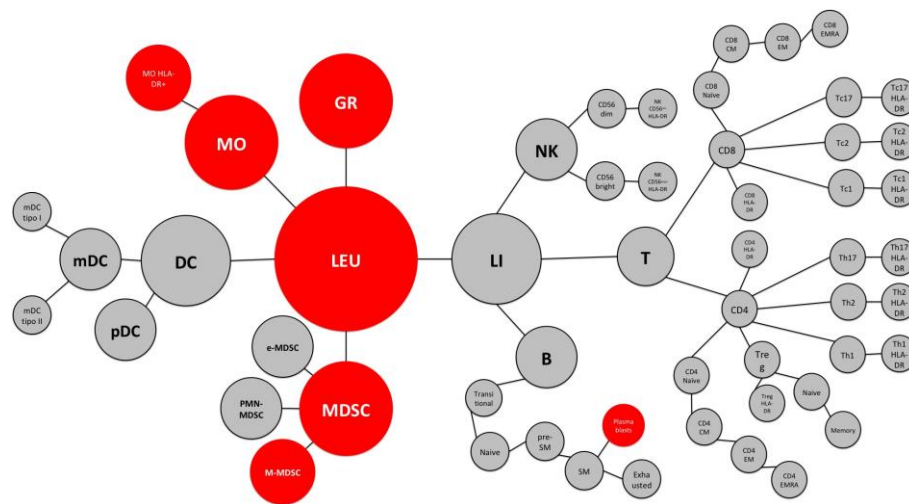 MO HLA-
DR+
MO
GR
LEU
DC
mDC
mDC
tipo I
mDC
tipo II
pDC
e-MDSC
PMN-
MDSC
MDSC
M-MDSC
LI
NK
CD56
dim
NK
HLA-DR
CD56
bright
NK
HLA-DR
T
B
Transi
tional
Naive
pre-
SM
SM
Plasma
blasts
Exha
usted
CD8
CD8
Naïve
CD8
CM
CD8
EM
CD8
EMRA
Tc17
Tc17
HLA-
DR
Tc2
Tc2
HLA-
DR
Tc1
Tc1
HLA-
DR
CD8
HLA-
DR
CD4
HLA-
DR
CD4
Th17
Th17
HLA-
DR
Th2
Th2
HLA-
DR
Th1
Th1
HLA-
DR
CD4
Naive
CD4
CM
CD4
EM
CD4
EMRA
Tre
g
Treg
HLA-
DR
Naive
Memory